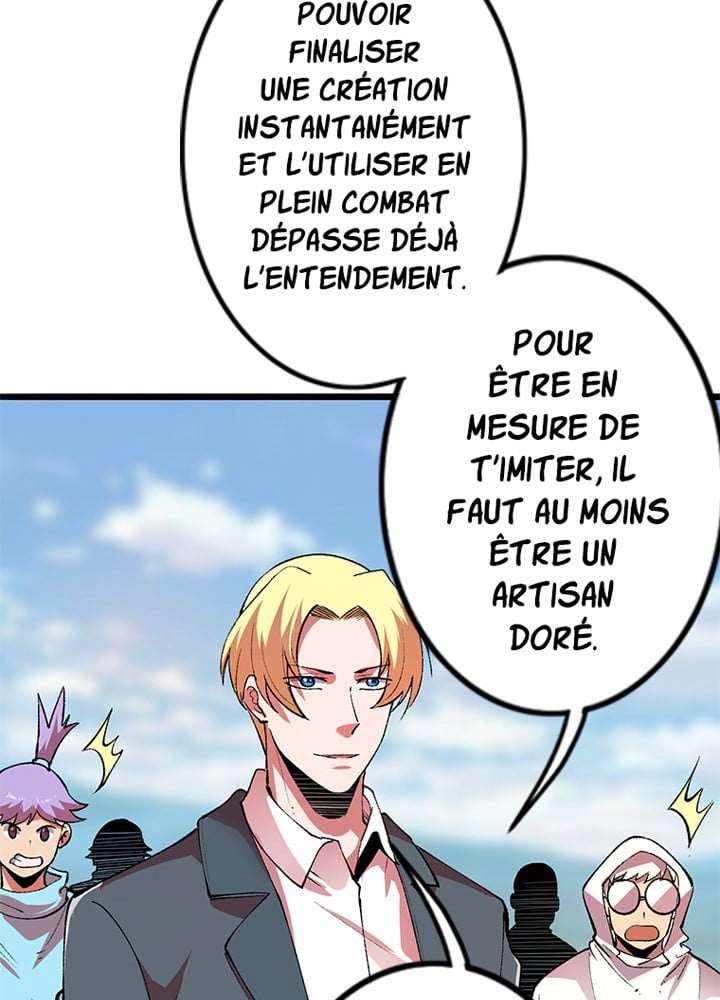 POUVOIR
FINALISER
UNE CRÉATION
INSTANTANÉMENT
ET L'UTILISER EN
PLEIN COMBAT
DÉPASSE DÉJÀ
L'ENTENDEMENT.
POUR
ÊTRE EN
MESURE DE
T'IMITER, IL
FAUT AU MOINS
ÊTRE UN
ARTISAN
DORÉ.